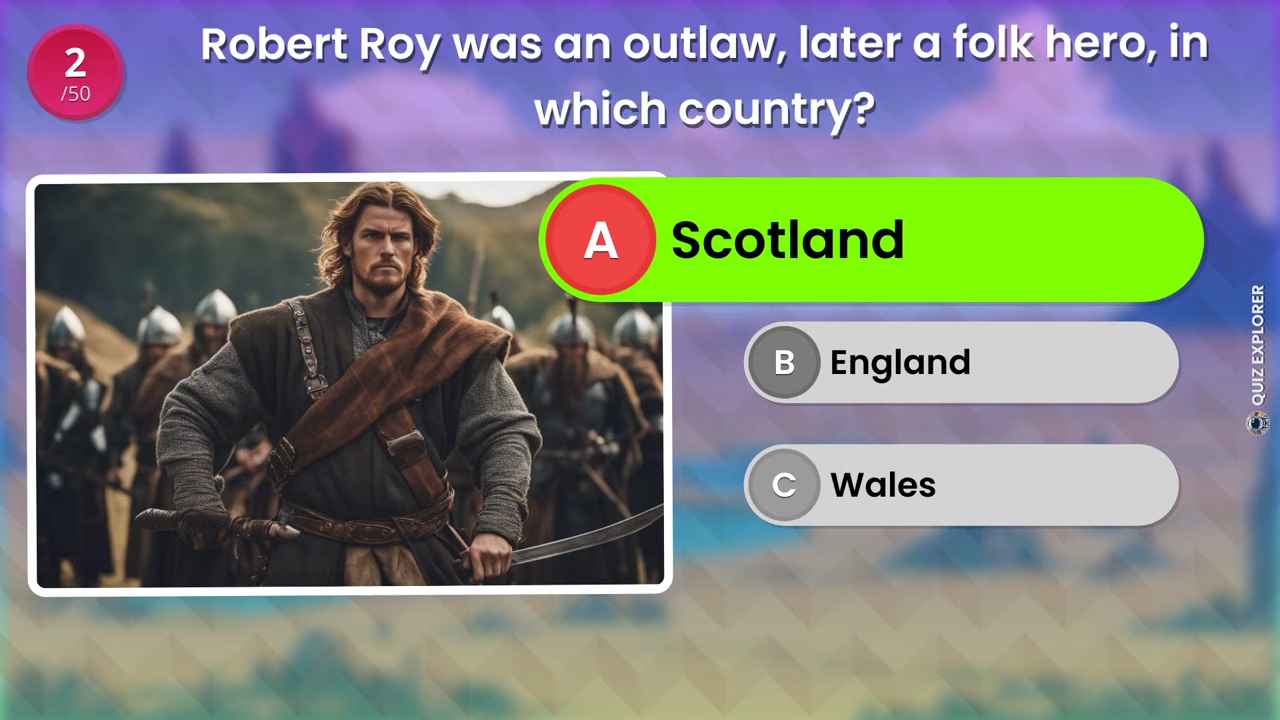 2
/50
Robert Roy was an outlaw, later a folk hero, in
which country?
A Scotland
B England
C Wales
QUIZ EXPLORER